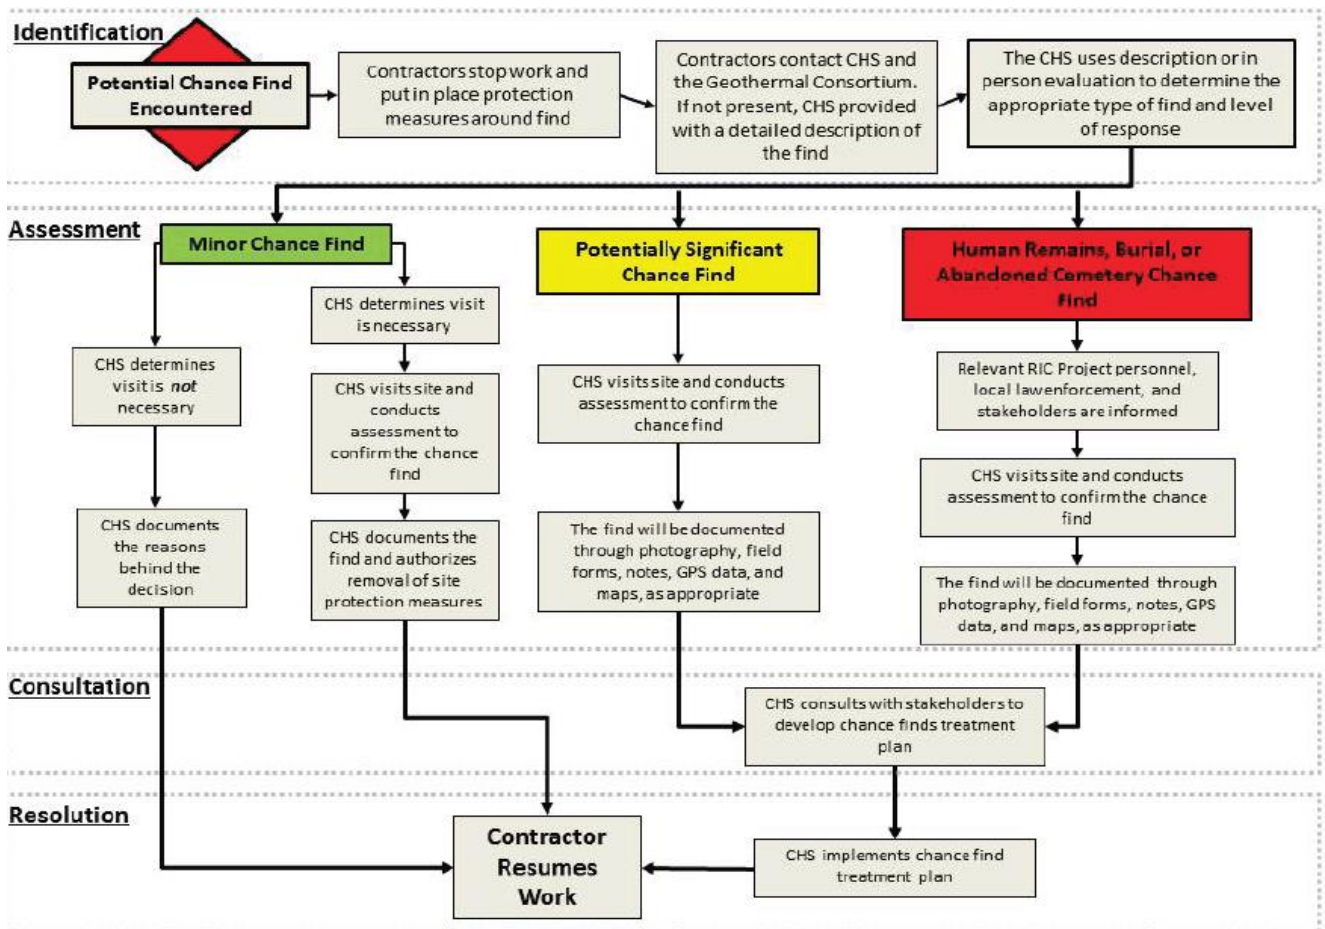 Identification
Potential Chance Find
Encountered
Contractors stop work and
put in place protection
measures around find
Contractors contact CHS and
the Geothermal Consortium.
If not present, CHS provided
with a detailed description of
the find
The CHS uses description or in
person evaluation to determine the
appropriate type of find and level
of response
Assessment
Minor Chance Find
CHS determines
visit is not
necessary
CHS documents
the reasons
behind the
decision
CHS determines visit
is necessary
CHS visits site and
conducts
assessment to
confirm the chance
find
CHS documents the
find and authorizes
removal of site
protection measures
Potentially Significant
Chance Find
CHS visits site and conducts
assessment to confirm the
chance find
The find will be documented
through photography, field
forms, notes, GPS data, and
maps, as appropriate
Human Remains, Burial, or
Abandoned Cemetery Chance
Find
Relevant RIC Project personnel,
local law enforcement, and
stakeholders are informed
CHS visits site and conducts
assessment to confirm the chance
find
The find will be documented through
photography, field forms, notes, GPS
data, and maps, as appropriate
Consultation
CHS consults with stakeholders to
develop chance finds treatment
plan
Resolution
Contractor
Resumes
Work
CHS implements chance find
treatment plan